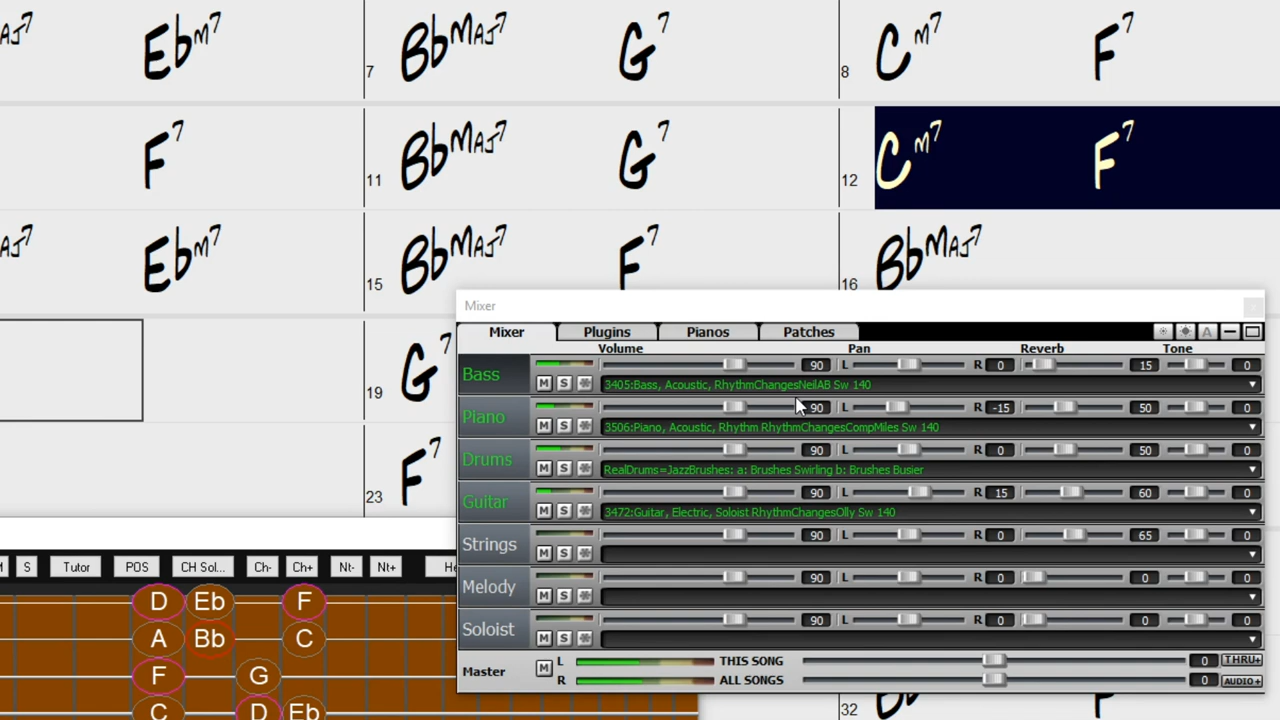 AJ7 Ebm7 7 BbMAJ7 G7 8 Cm7 F7
F7 11 BbMAJ7 G7 12 Cm7 F7
AJ7 Ebm7 15 BbMAJ7 F7 16 BbMAJ7
19 G7
23 F7
Mixer
Mixer Plugins Pianos Patches A
Volume Pan Reverb Tone
Bass 90 L R 0 15 0
M S 3405:Bass, Acoustic, RhythmChangesNeilAB Sw 140
Piano 90 L R -15 50 0
M S 3506:Piano, Acoustic, Rhythm RhythmChangesCompMiles Sw 140
Drums 90 L R 0 50 0
M S RealDrums=JazzBrushes: a: Brushes Swirling b: Brushes Busier
Guitar 90 L R 15 60 0
M S 3472:Guitar, Electric, Soloist RhythmChangesOlly Sw 140
Strings 90 L R 0 65 0
M S
Melody 90 L R 0 0 0
M S
Soloist 90 L R 0 0 0
M S
Master M L THIS SONG 0 THRU+
R ALL SONGS 0 AUDIO+
S Tutor POS CH Sol... Ch- Ch+ Nt- Nt+
D Eb F
A Bb C
F G
C D Eb
32 Bb F